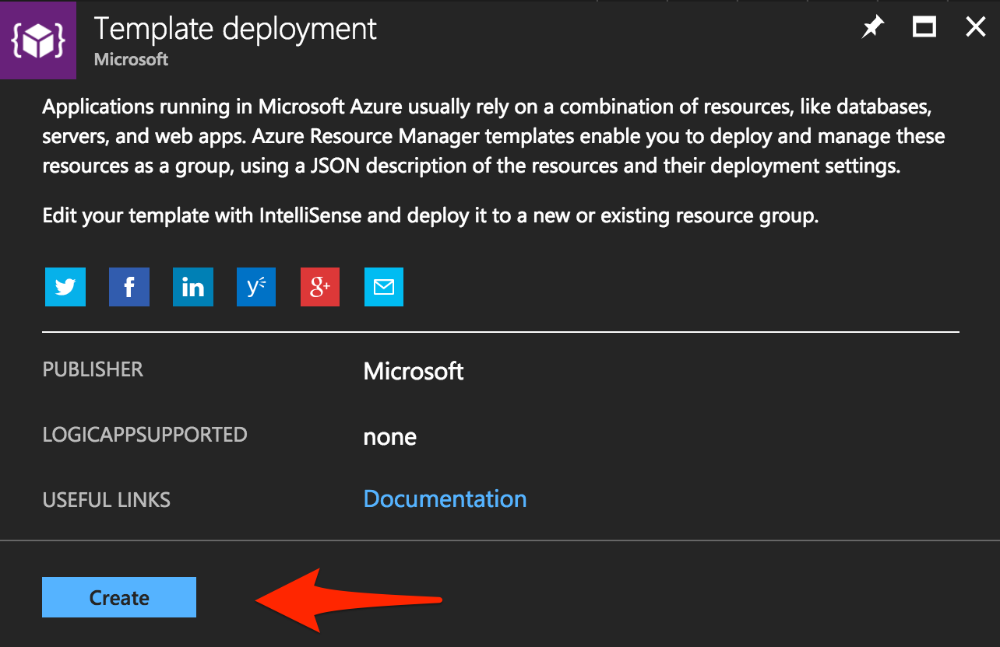 Template deployment
Microsoft
Applications running in Microsoft Azure usually rely on a combination of resources, like databases,
servers, and web apps. Azure Resource Manager templates enable you to deploy and manage these
resources as a group, using a JSON description of the resources and their deployment settings.
Edit your template with IntelliSense and deploy it to a new or existing resource group.
f in y g+
PUBLISHER Microsoft
LOGICAPPSUPPORTED none
USEFUL LINKS Documentation
Create